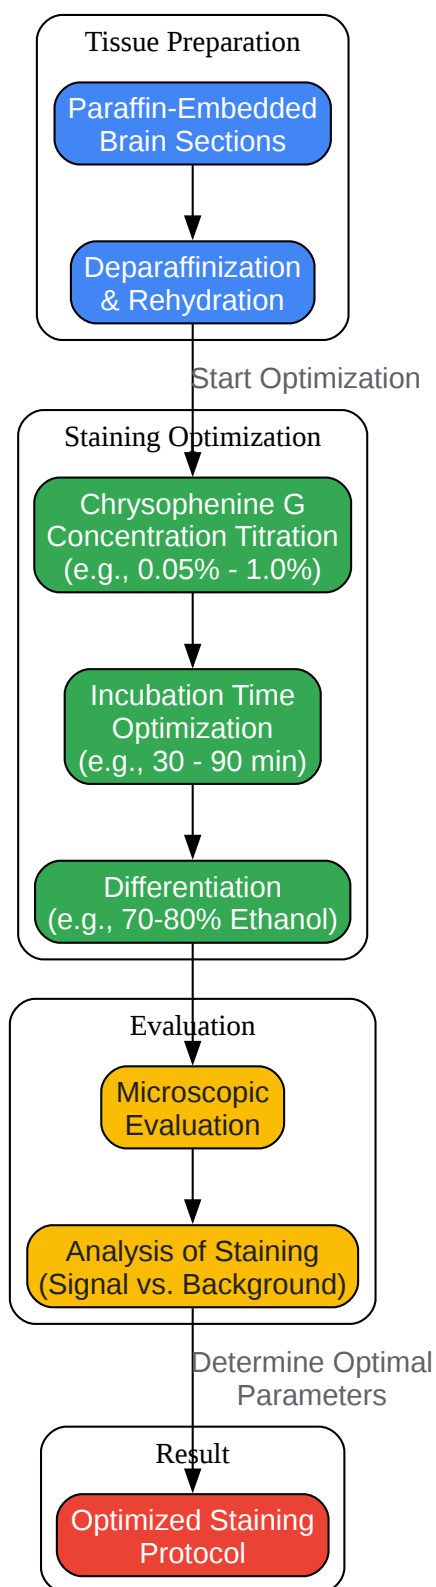 Tissue Preparation
Paraffin-Embedded
Brain Sections
Deparaffinization
& Rehydration
Start Optimization
Staining Optimization
Chrysophenine G
Concentration Titration
(e.g., 0.05% - 1.0%)
Incubation Time
Optimization
(e.g., 30 - 90 min)
Differentiation
(e.g., 70-80% Ethanol)
Evaluation
Microscopic
Evaluation
Analysis of Staining
(Signal vs. Background)
Determine Optimal
Parameters
Result
Optimized Staining
Protocol